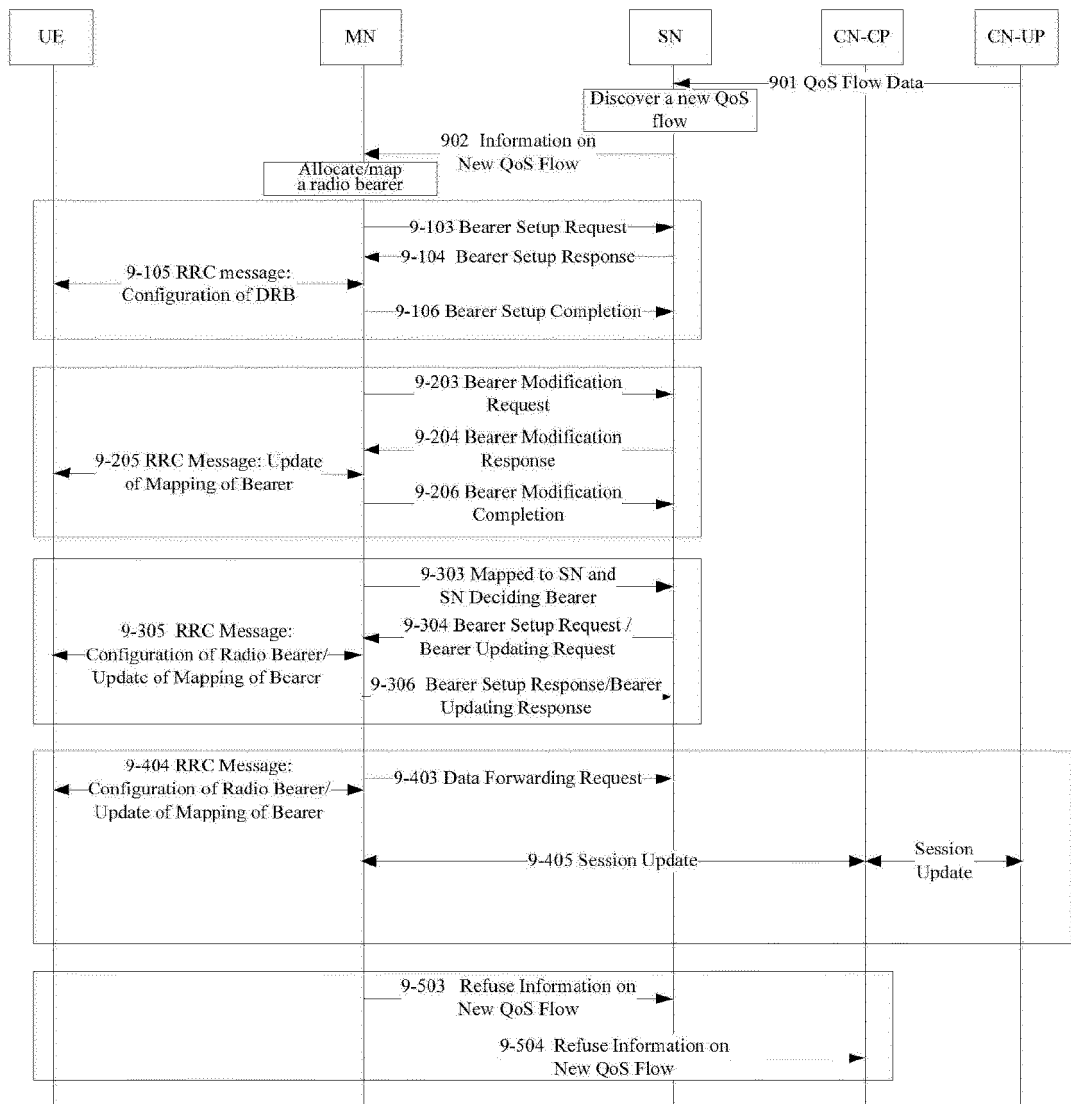 UE
MN
SN
CN-CP
CN-UP
901 QoS Flow Data
Discover a new QoS
flow
902 Information on
New QoS Flow
Allocate/map
a radio bearer
9-103 Bearer Setup Request
9-104 Bearer Setup Response
9-105 RRC message:
Configuration of DRB
9-106 Bearer Setup Completion
9-203 Bearer Modification
Request
9-204 Bearer Modification
Response
9-205 RRC Message: Update
of Mapping of Bearer
9-206 Bearer Modification
Completion
9-303 Mapped to SN and
SN Deciding Bearer
9-304 Bearer Setup Request /
Bearer Updating Request
9-305 RRC Message:
Configuration of Radio Bearer/
Update of Mapping of Bearer
9-306 Bearer Setup Response/Bearer
Updating Response
9-404 RRC Message:
Configuration of Radio Bearer/
Update of Mapping of Bearer
9-403 Data Forwarding Request
9-405 Session Update
Session
Update
9-503 Refuse Information on
New QoS Flow
9-504 Refuse Information on
New QoS Flow